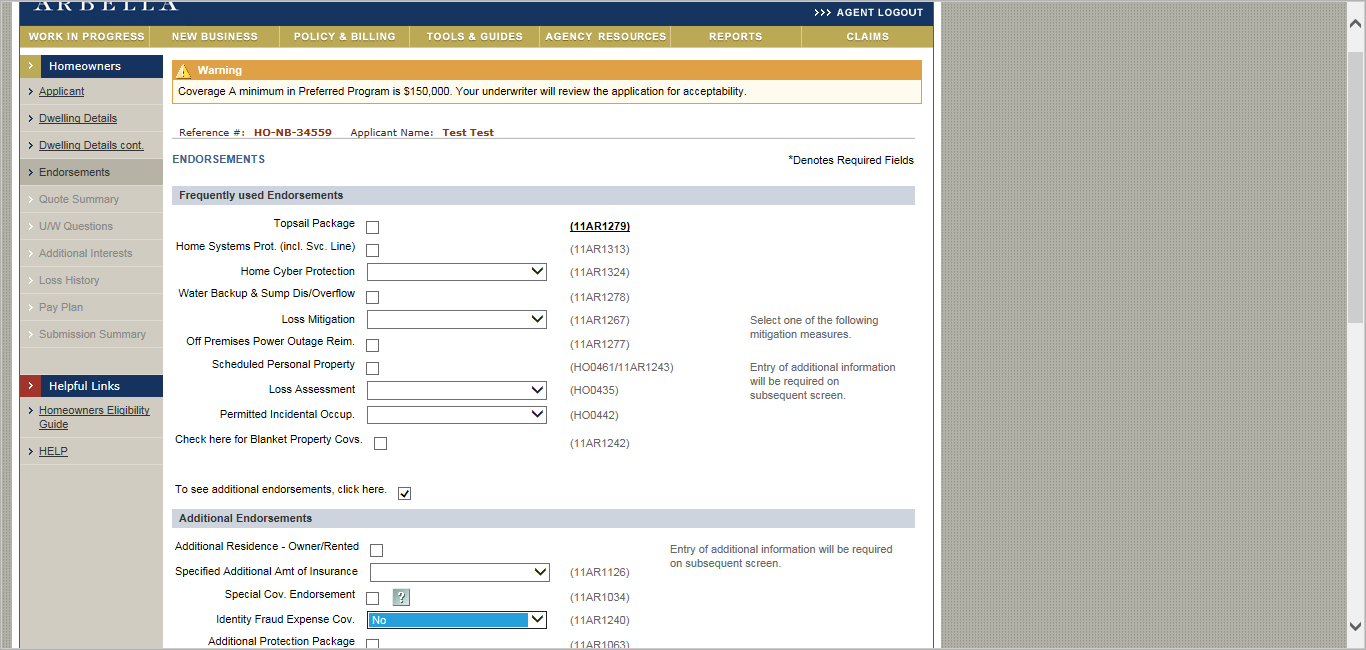 ARBELLA
>>> AGENT LOGOUT
WORK IN PROGRESS NEW BUSINESS POLICY & BILLING TOOLS & GUIDES AGENCY RESOURCES REPORTS CLAIMS
Homeowners
Applicant
Dwelling Details
Dwelling Details cont.
Endorsements
Quote Summary
U/W Questions
Additional Interests
Loss History
Pay Plan
Submission Summary
Helpful Links
Homeowners Eligibility
Guide
HELP
Warning
Coverage A minimum in Preferred Program is $150,000. Your underwriter will review the application for acceptability.
Reference #: HO-NB-34559 Applicant Name: Test Test
ENDORSEMENTS *Denotes Required Fields
Frequently used Endorsements
Topsail Package (11AR1279)
Home Systems Prot. (incl. Svc. Line) (11AR1313)
Home Cyber Protection (11AR1324)
Water Backup & Sump Dis/Overflow (11AR1278)
Loss Mitigation (11AR1267) Select one of the following
mitigation measures.
Off Premises Power Outage Reim. (11AR1277)
Scheduled Personal Property (HO0461/11AR1243) Entry of additional information
will be required on
subsequent screen.
Loss Assessment (HO0435)
Permitted Incidental Occup. (HO0442)
Check here for Blanket Property Covs. (11AR1242)
To see additional endorsements, click here.
Additional Endorsements
Additional Residence - Owner/Rented Entry of additional information will be required
on subsequent screen.
Specified Additional Amt of Insurance (11AR1126)
Special Cov. Endorsement ? (11AR1034)
Identity Fraud Expense Cov. No (11AR1240)
Additional Protection Package (11AR1063)